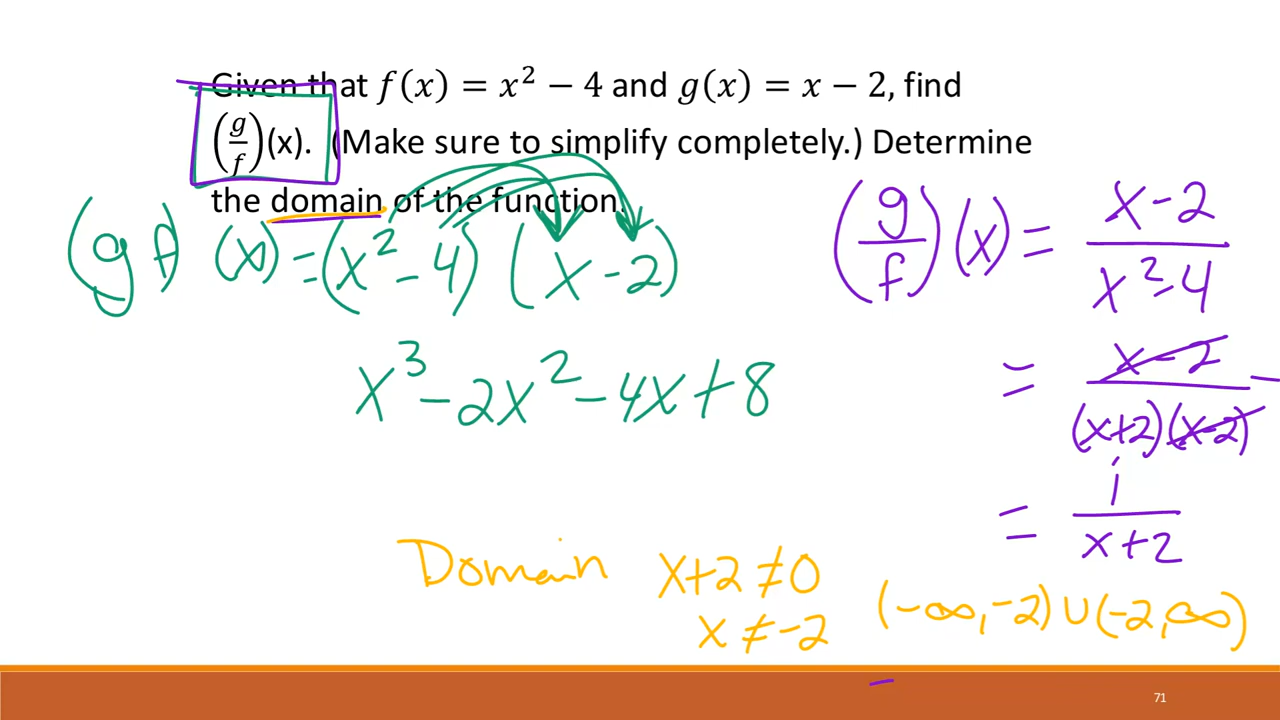 Given that f(x) = x² − 4 and g(x) = x − 2, find
(g/f)(x). (Make sure to simplify completely.) Determine
the domain of the function.
(g f) (x) = (x² - 4) (x - 2)
x³ - 2x² - 4x + 8
(g/f)(x) = x-2 / x²-4
= x-2 / (x+2)(x-2)
= 1 / x+2
Domain x+2 ≠ 0
x ≠ -2
(-∞, -2) ∪ (-2, ∞)
71